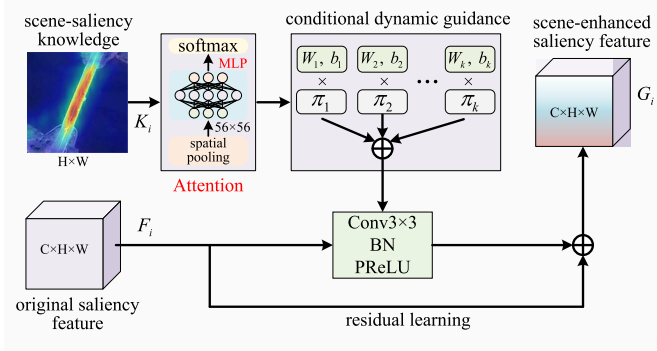 scene-saliency
knowledge
H×W
K_i
softmax
MLP
56×56
spatial
pooling
Attention
conditional dynamic guidance
W_1, b_1
W_2, b_2
W_k, b_k
× × ×
π_1
π_2
...
π_k
scene-enhanced
saliency feature
C×H×W
G_i
C×H×W
F_i
original saliency
feature
Conv3×3
BN
PReLU
residual learning